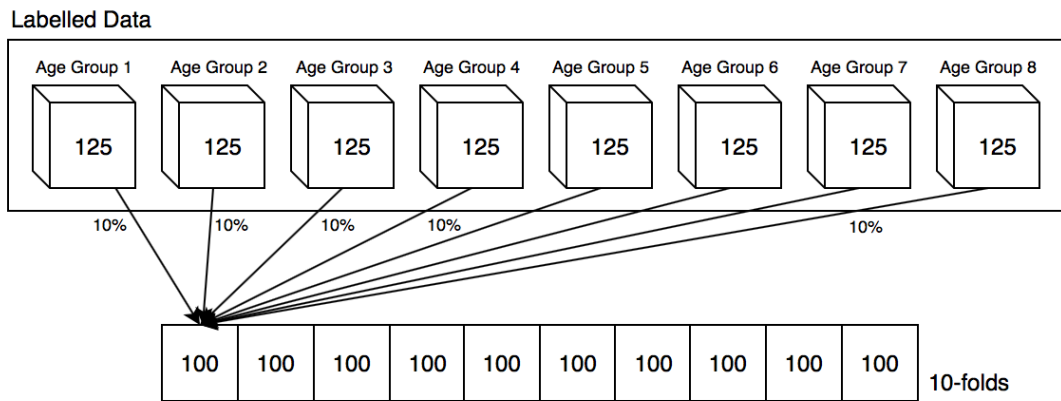 Labelled Data
Age Group 1 Age Group 2 Age Group 3 Age Group 4 Age Group 5 Age Group 6 Age Group 7 Age Group 8
125 125 125 125 125 125 125 125
10% 10% 10% 10% 10%
100 100 100 100 100 100 100 100 100 100
10-folds